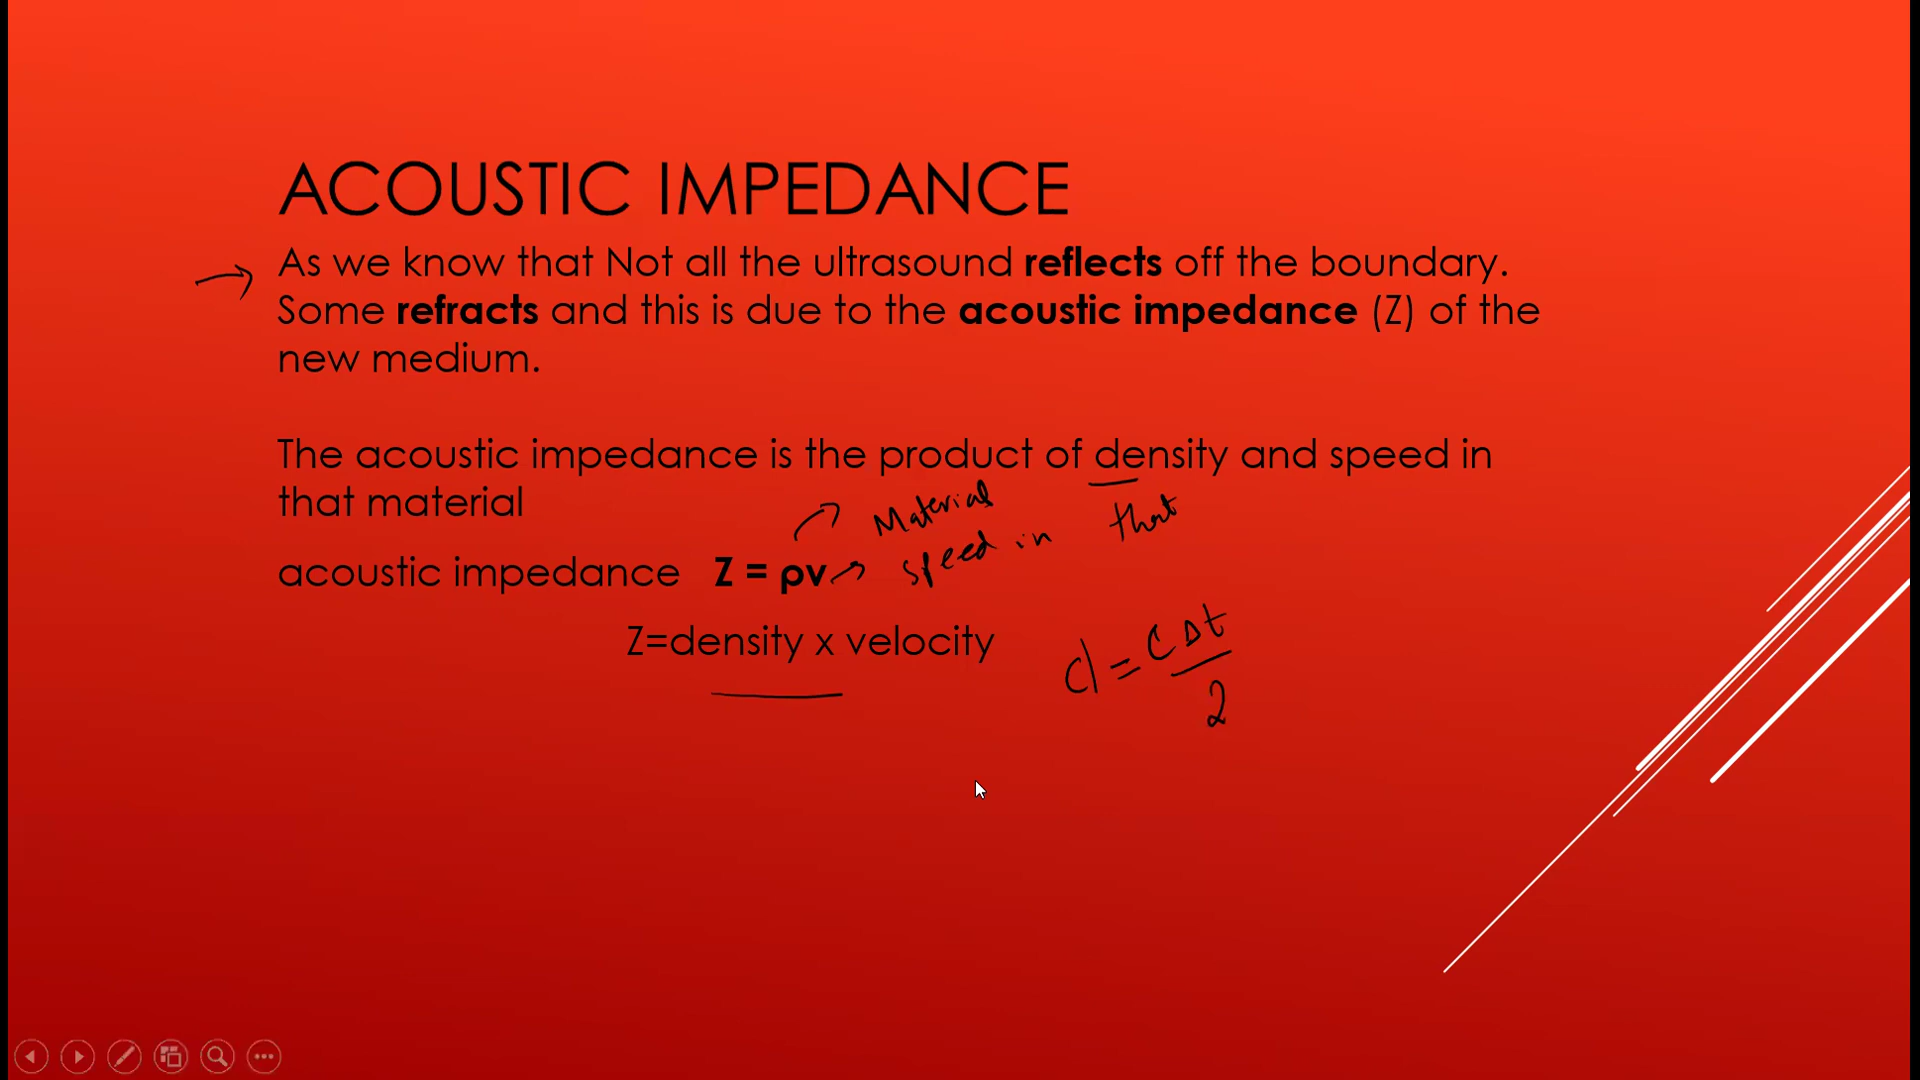 ACOUSTIC IMPEDANCE
As we know that Not all the ultrasound reflects off the boundary.
Some refracts and this is due to the acoustic impedance (Z) of the
new medium.
The acoustic impedance is the product of density and speed in
that material
Material
speed in that
acoustic impedance Z = ρv
Z=density x velocity
d = cΔt/2